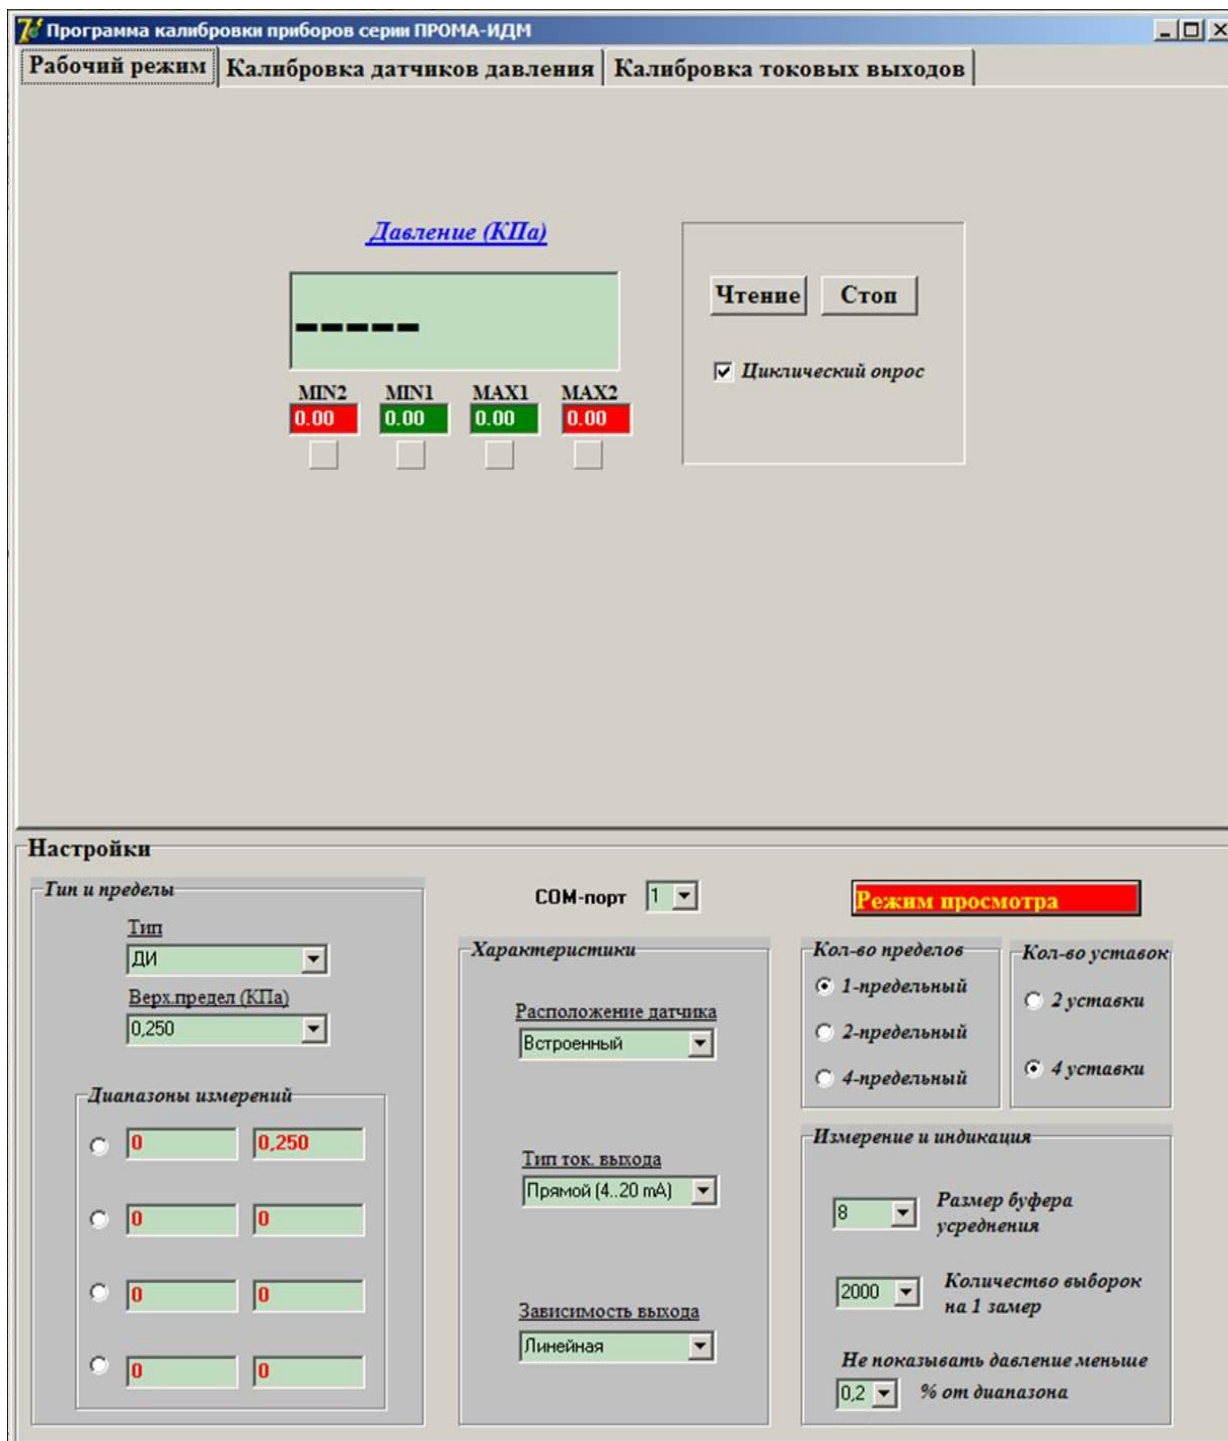 Программа калибровки приборов серии ПРОМА-ИДМ
Рабочий режим Калибровка датчиков давления Калибровка токовых выходов
Давление (КПа)
-----
Чтение Стоп
Циклический опрос
MIN2 MIN1 MAX1 MAX2
0.00 0.00 0.00 0.00
Настройки
Тип и пределы
Тип
ДИ
Верх.предел (КПа)
0,250
Диапазоны измерений
0 0,250
0 0
0 0
0 0
COM-порт 1
Характеристики
Расположение датчика
Встроенный
Тип ток. выхода
Прямой (4..20 mA)
Зависимость выхода
Линейная
Режим просмотра
Кол-во пределов
1-предельный
2-предельный
4-предельный
Кол-во уставок
2 уставки
4 уставки
Измерение и индикация
8 Размер буфера
усреднения
2000 Количество выборок
на 1 замер
Не показывать давление меньше
0,2 % от диапазона